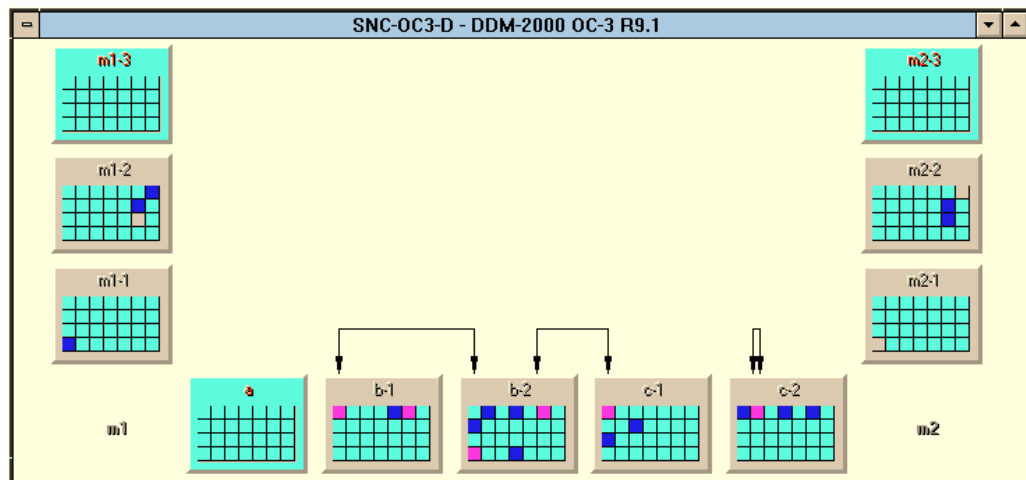 SNC-OC3-D - DDM-2000 OC-3 R9.1
m1-3
m2-3
m1-2
m2-2
m1-1
m2-1
a
b-1
b-2
c-1
c-2
m1
m2